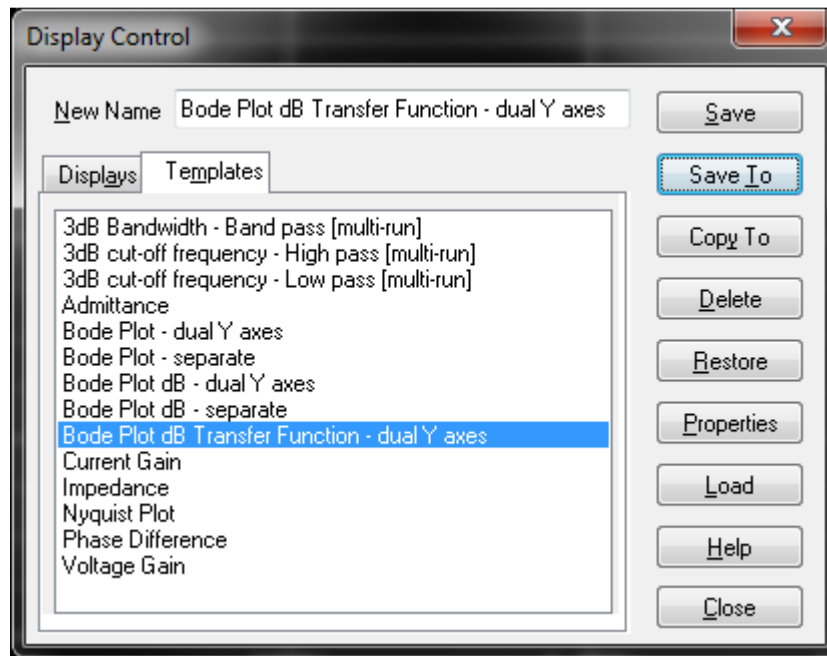 Display Control
New Name Bode Plot dB Transfer Function - dual Y axes
Save
Displays Templates
Save To
3dB Bandwidth - Band pass [multi-run]
3dB cut-off frequency - High pass [multi-run]
3dB cut-off frequency - Low pass [multi-run]
Admittance
Bode Plot - dual Y axes
Bode Plot - separate
Bode Plot dB - dual Y axes
Bode Plot dB - separate
Bode Plot dB Transfer Function - dual Y axes
Current Gain
Impedance
Nyquist Plot
Phase Difference
Voltage Gain
Copy To
Delete
Restore
Properties
Load
Help
Close